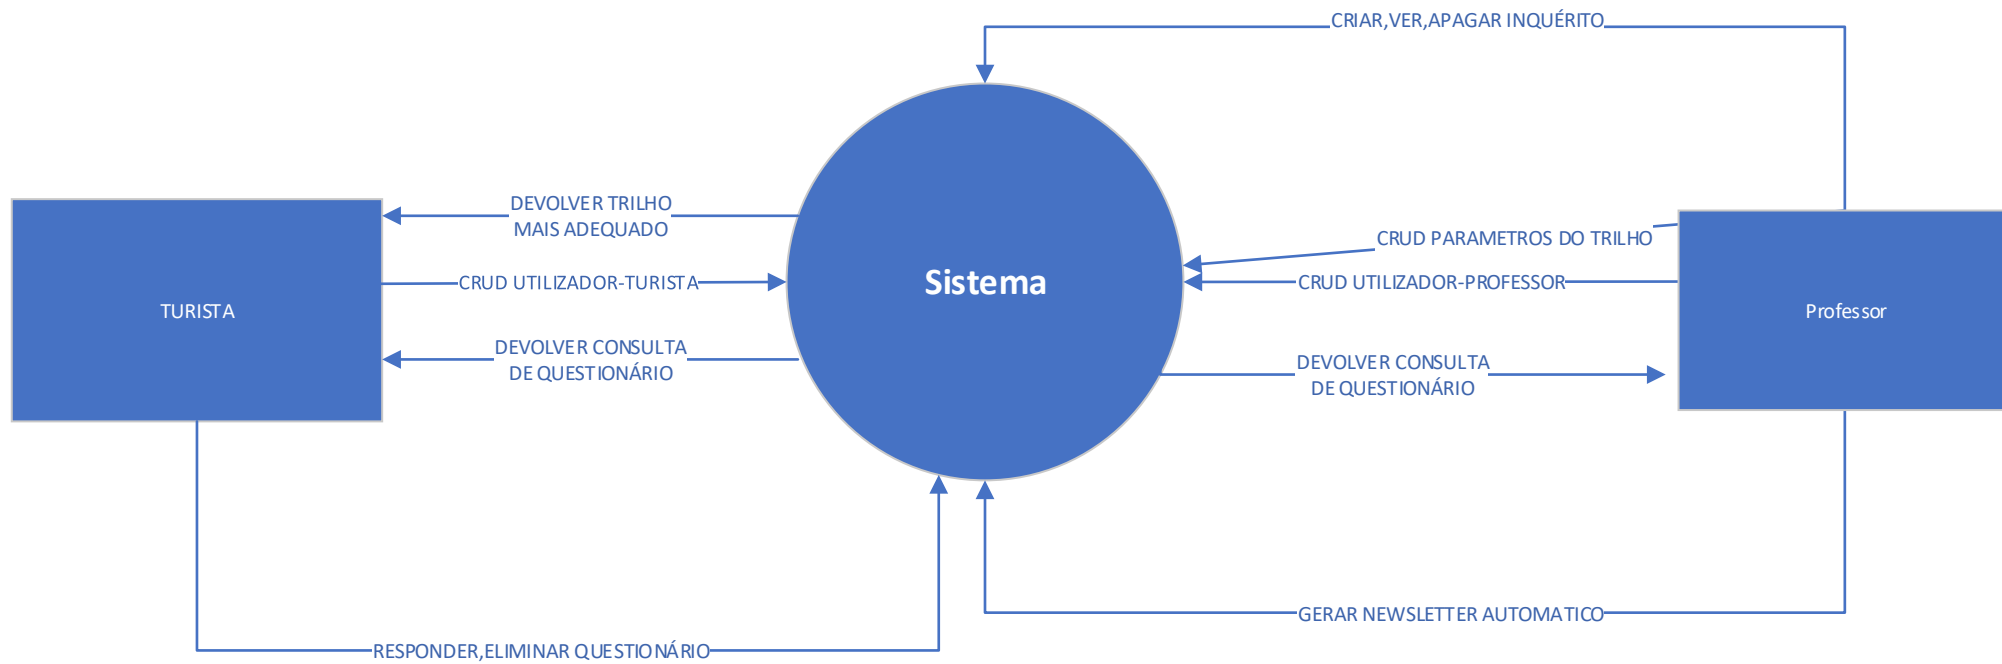 CRIAR,VER,APAGAR INQUÉRITO
DEVOLVER TRILHO
MAIS ADEQUADO
CRUD PARAMETROS DO TRILHO
CRUD UTILIZADOR-TURISTA
Sistema
CRUD UTILIZADOR-PROFESSOR
TURISTA
Professor
DEVOLVER CONSULTA
DE QUESTIONÁRIO
DEVOLVER CONSULTA
DE QUESTIONÁRIO
GERAR NEWSLETTER AUTOMATICO
RESPONDER,ELIMINAR QUESTIONÁRIO